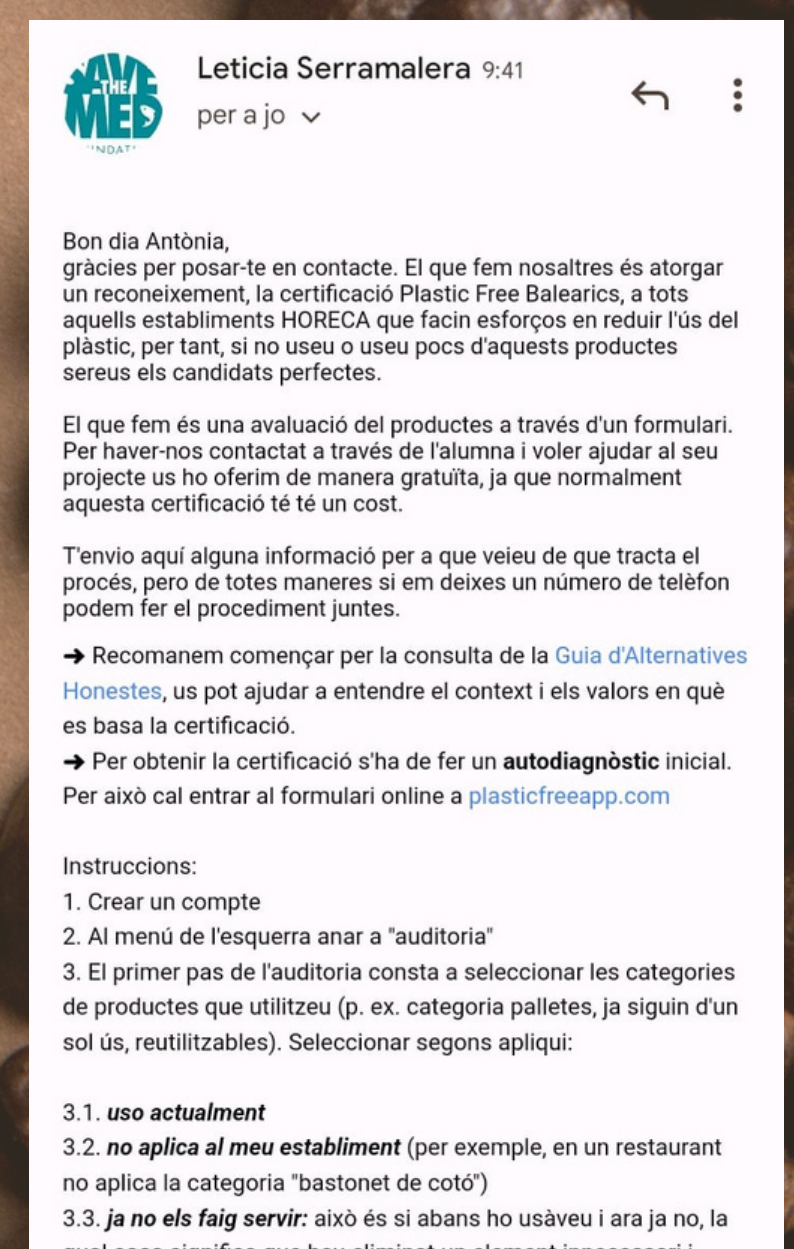 AVE
THE
MED
Leticia Serramalera 9:41
per a jo
Bon dia Antònia,
gràcies per posar-te en contacte. El que fem nosaltres és atorgar
un reconeixement, la certificació Plastic Free Balearics, a tots
aquells establiments HORECA que facin esforços en reduir l'ús del
plàstic, per tant, si no useu o useu pocs d'aquests productes
sereus els candidats perfectes.
El que fem és una avaluació del productes a través d'un formulari.
Per haver-nos contactat a través de l'alumna i voler ajudar al seu
projecte us ho oferim de manera gratuïta, ja que normalment
aquesta certificació té té un cost.
T'envio aquí alguna informació per a que veieu de que tracta el
procés, pero de totes maneres si em deixes un número de telèfon
podem fer el procediment juntes.
➔ Recomanem començar per la consulta de la Guia d'Alternatives
Honestes, us pot ajudar a entendre el context i els valors en què
es basa la certificació.
➔ Per obtenir la certificació s'ha de fer un autodiagnòstic inicial.
Per això cal entrar al formulari online a plasticfreeapp.com
Instruccions:
1. Crear un compte
2. Al menú de l'esquerra anar a "auditoria"
3. El primer pas de l'auditoria consta a seleccionar les categories
de productes que utilitzeu (p. ex. categoria palletes, ja siguin d'un
sol ús, reutilitzables). Seleccionar segons apliqui:
3.1. uso actualment
3.2. no aplica al meu establiment (per exemple, en un restaurant
no aplica la categoria "bastonet de cotó")
3.3. ja no els faig servir: això és si abans ho usàveu i ara ja no, la